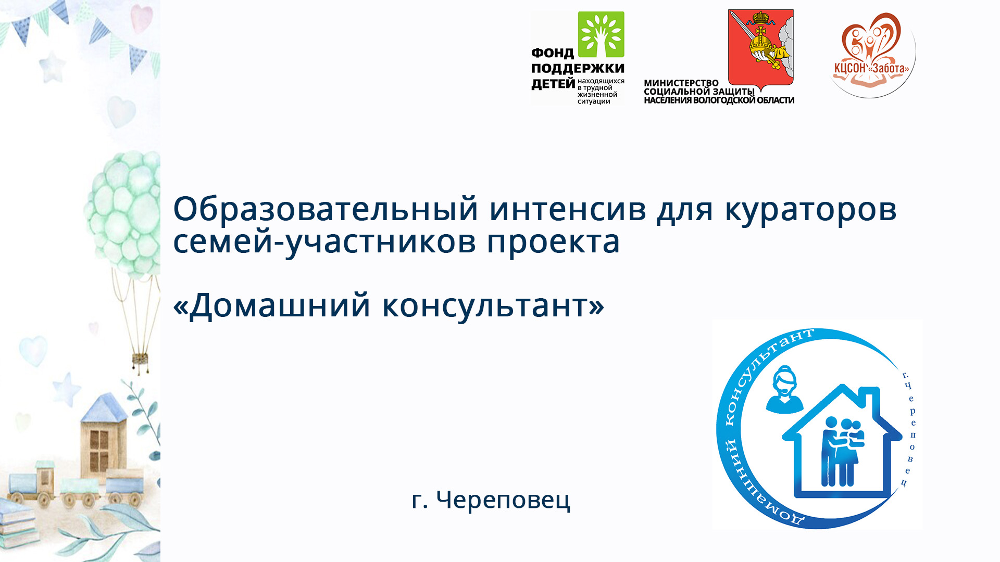 ФОНД
ПОДДЕРЖКИ
ДЕТЕЙ
находящихся
в трудной
жизненной
ситуации
МИНИСТЕРСТВО
СОЦИАЛЬНОЙ ЗАЩИТЫ
НАСЕЛЕНИЯ ВОЛОГОДСКОЙ ОБЛАСТИ
КЦСОН «Забота»
Образовательный интенсив для кураторов
семей-участников проекта
«Домашний консультант»
домашний консультант
г. Череповец
г. Череповец